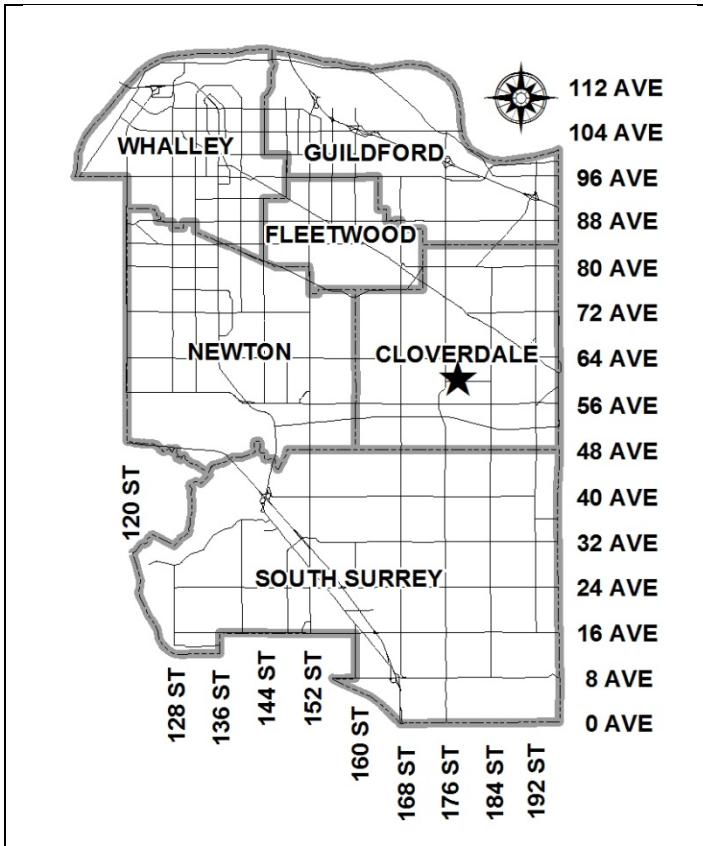 112 AVE
104 AVE
WHALLEY
GUILDFORD
96 AVE
88 AVE
FLEETWOOD
80 AVE
72 AVE
NEWTON
CLOVERDALE
64 AVE
56 AVE
48 AVE
120 ST
40 AVE
32 AVE
SOUTH SURREY
24 AVE
16 AVE
8 AVE
0 AVE
128 ST
136 ST
144 ST
152 ST
160 ST
168 ST
176 ST
184 ST
192 ST